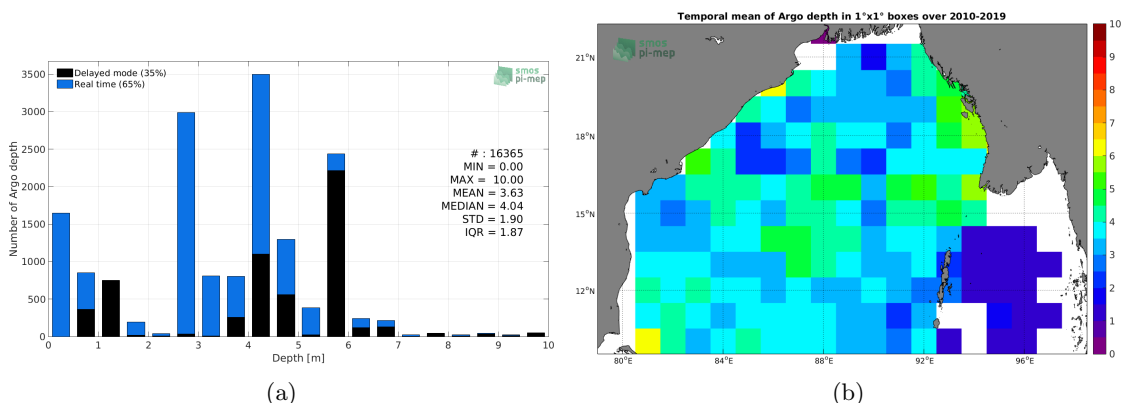 smos
pi-mep
Delayed mode (35%)
Real time (65%)
# : 16365
MIN = 0.00
MAX = 10.00
MEAN = 3.63
MEDIAN = 4.04
STD = 1.90
IQR = 1.87
Number of Argo depth
3500
3000
2500
2000
1500
1000
500
0
0 1 2 3 4 5 6 7 8 9 10
Depth [m]
(a)
Temporal mean of Argo depth in 1°x1° boxes over 2010-2019
smos
pi-mep
21°N
18°N
15°N
12°N
80°E 84°E 88°E 92°E 96°E
10
9
8
7
6
5
4
3
2
1
0
(b)